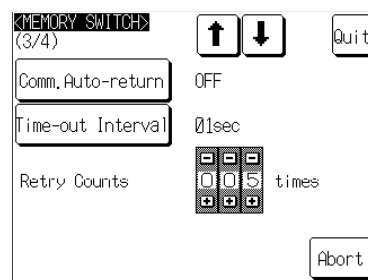 <MEMORY SWITCH>
(3/4)
Quit
Comm.Auto-return OFF
Time-out Interval 01sec
Retry Counts 005 times
Abort